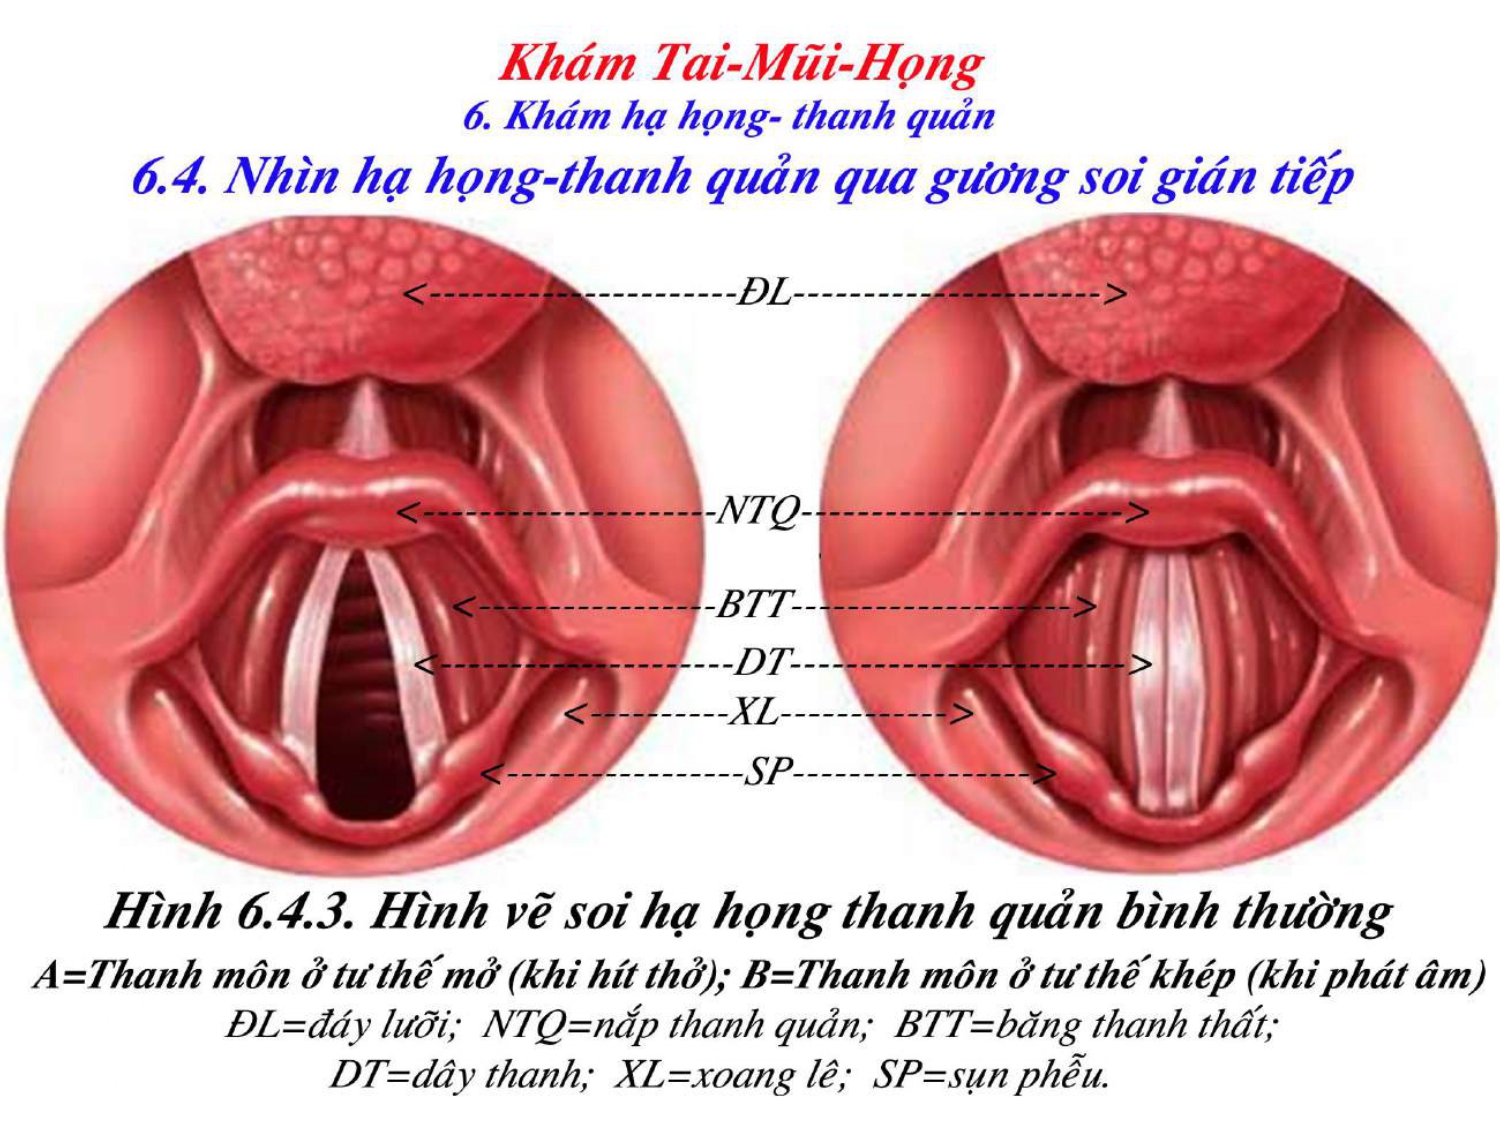 Khám Tai-Mũi-Họng
6. Khám hạ họng- thanh quản
6.4. Nhìn hạ họng-thanh quản qua gương soi gián tiếp
<----------------------ĐL---------------------->
<---------------------NTQ----------------------->
<-----------------BTT-------------------->
<---------------------DT------------------------>
<----------XL------------>
<-----------------SP----------------->
Hình 6.4.3. Hình vẽ soi hạ họng thanh quản bình thường
A=Thanh môn ở tư thế mở (khi hít thở); B=Thanh môn ở tư thế khép (khi phát âm)
ĐL=đáy lưỡi; NTQ=nắp thanh quản; BTT=băng thanh thất;
DT=dây thanh; XL=xoang lê; SP=sụn phễu.